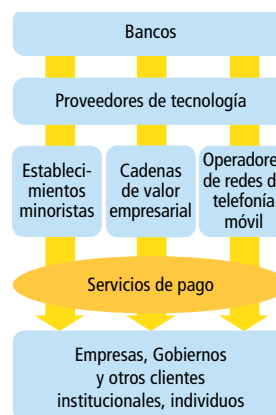 Bancos
Proveedores de tecnología
Estableci-
mientos
minoristas
Cadenas
de valor
empresarial
Operadore
de redes d
telefonía
móvil
Servicios de pago
Empresas, Gobiernos
y otros clientes
institucionales, individuos